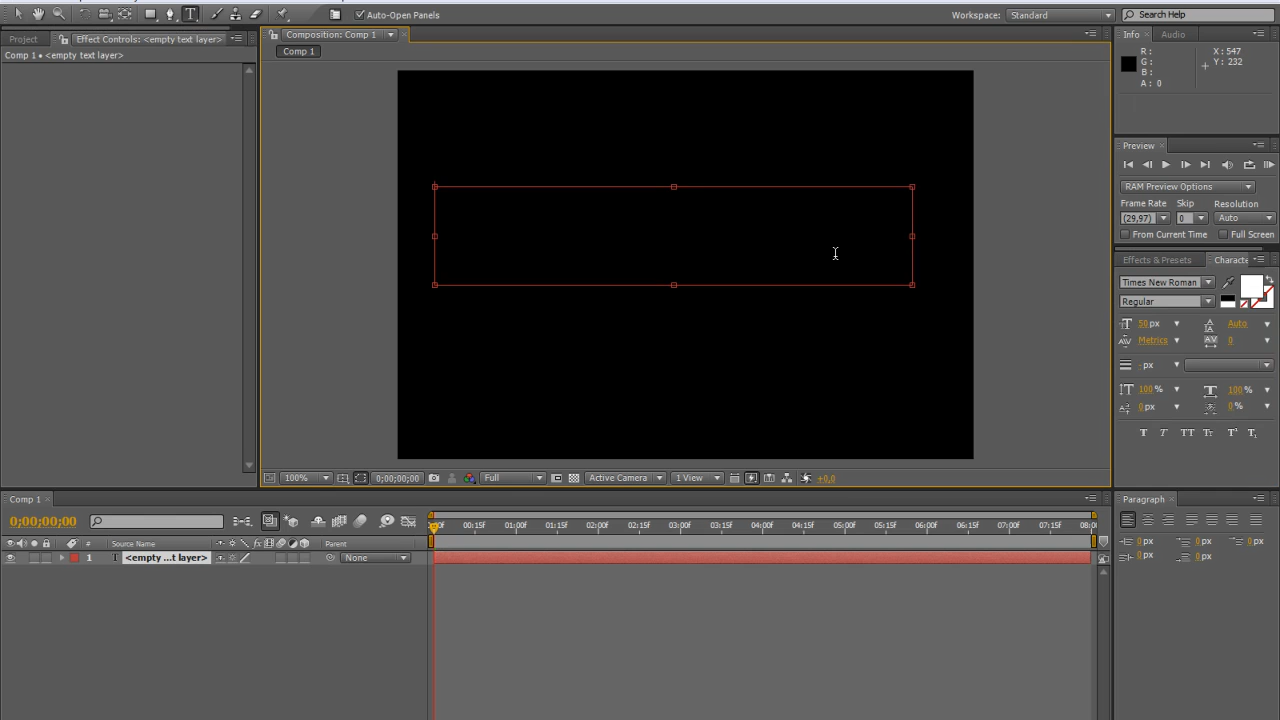 Auto-Open Panels
Workspace: Standard
Search Help
Project
Effect Controls: <empty text layer>
Comp 1 • <empty text layer>
Composition: Comp 1
Comp 1
Info
Audio
R :
G :
B :
A : 0
X : 547
Y : 232
Preview
RAM Preview Options
Frame Rate Skip Resolution
(29,97) 0 Auto
From Current Time Full Screen
Effects & Presets
Characte
Times New Roman
Regular
50 px
Auto
Metrics
0
- px
100 %
100 %
0 px
0 %
T T TT Tт T¹ T₁
100%
0;00;00;00
Full
Active Camera
1 View
+0,0
Comp 1
0;00;00;00
# Source Name
Parent
1 T <empty ...t layer>
None
00:15f 01:00f 01:15f 02:00f 02:15f 03:00f 03:15f 04:00f 04:15f 05:00f 05:15f 06:00f 06:15f 07:00f 07:15f
Paragraph
0 px 0 px 0 px
0 px 0 px